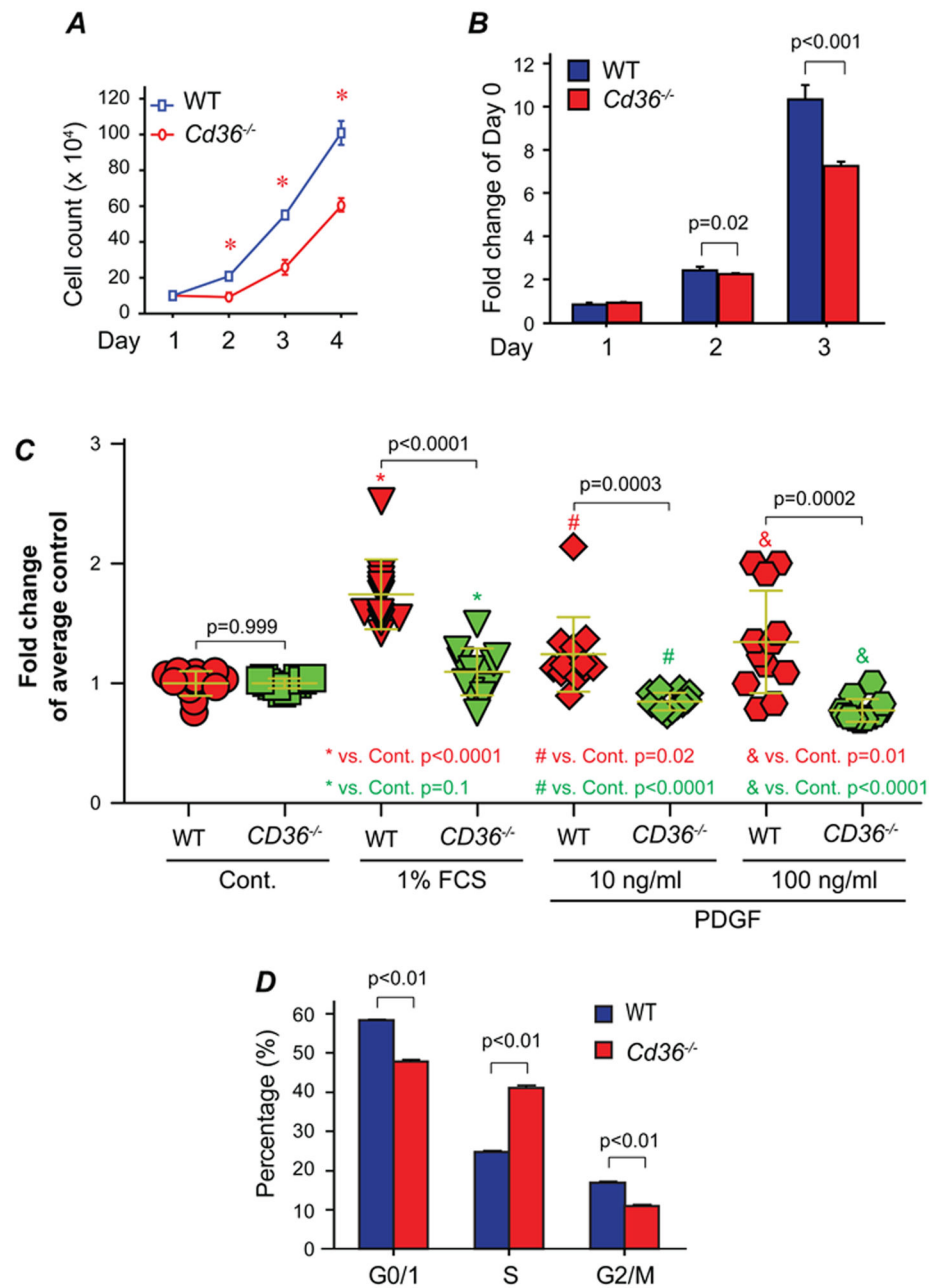 A
WT
Cd36-/-
Cell count (x 10⁴)
120
100
80
60
40
20
0
Day 1 2 3 4
*
*
*
B
WT
Cd36-/-
p<0.001
p=0.02
Fold change of Day 0
12
10
8
6
4
2
0
Day 1 2 3
C
Fold change
of average control
3
2
1
0
p=0.999
p<0.0001
p=0.0003
p=0.0002
*
*
#
#
&
&
* vs. Cont. p<0.0001
* vs. Cont. p=0.1
# vs. Cont. p=0.02
# vs. Cont. p<0.0001
& vs. Cont. p=0.01
& vs. Cont. p<0.0001
WT CD36-/- WT CD36-/- WT CD36-/- WT CD36-/-
Cont. 1% FCS 10 ng/ml 100 ng/ml
PDGF
D
WT
Cd36-/-
p<0.01
p<0.01
p<0.01
Percentage (%)
60
50
40
30
20
10
0
G0/1 S G2/M